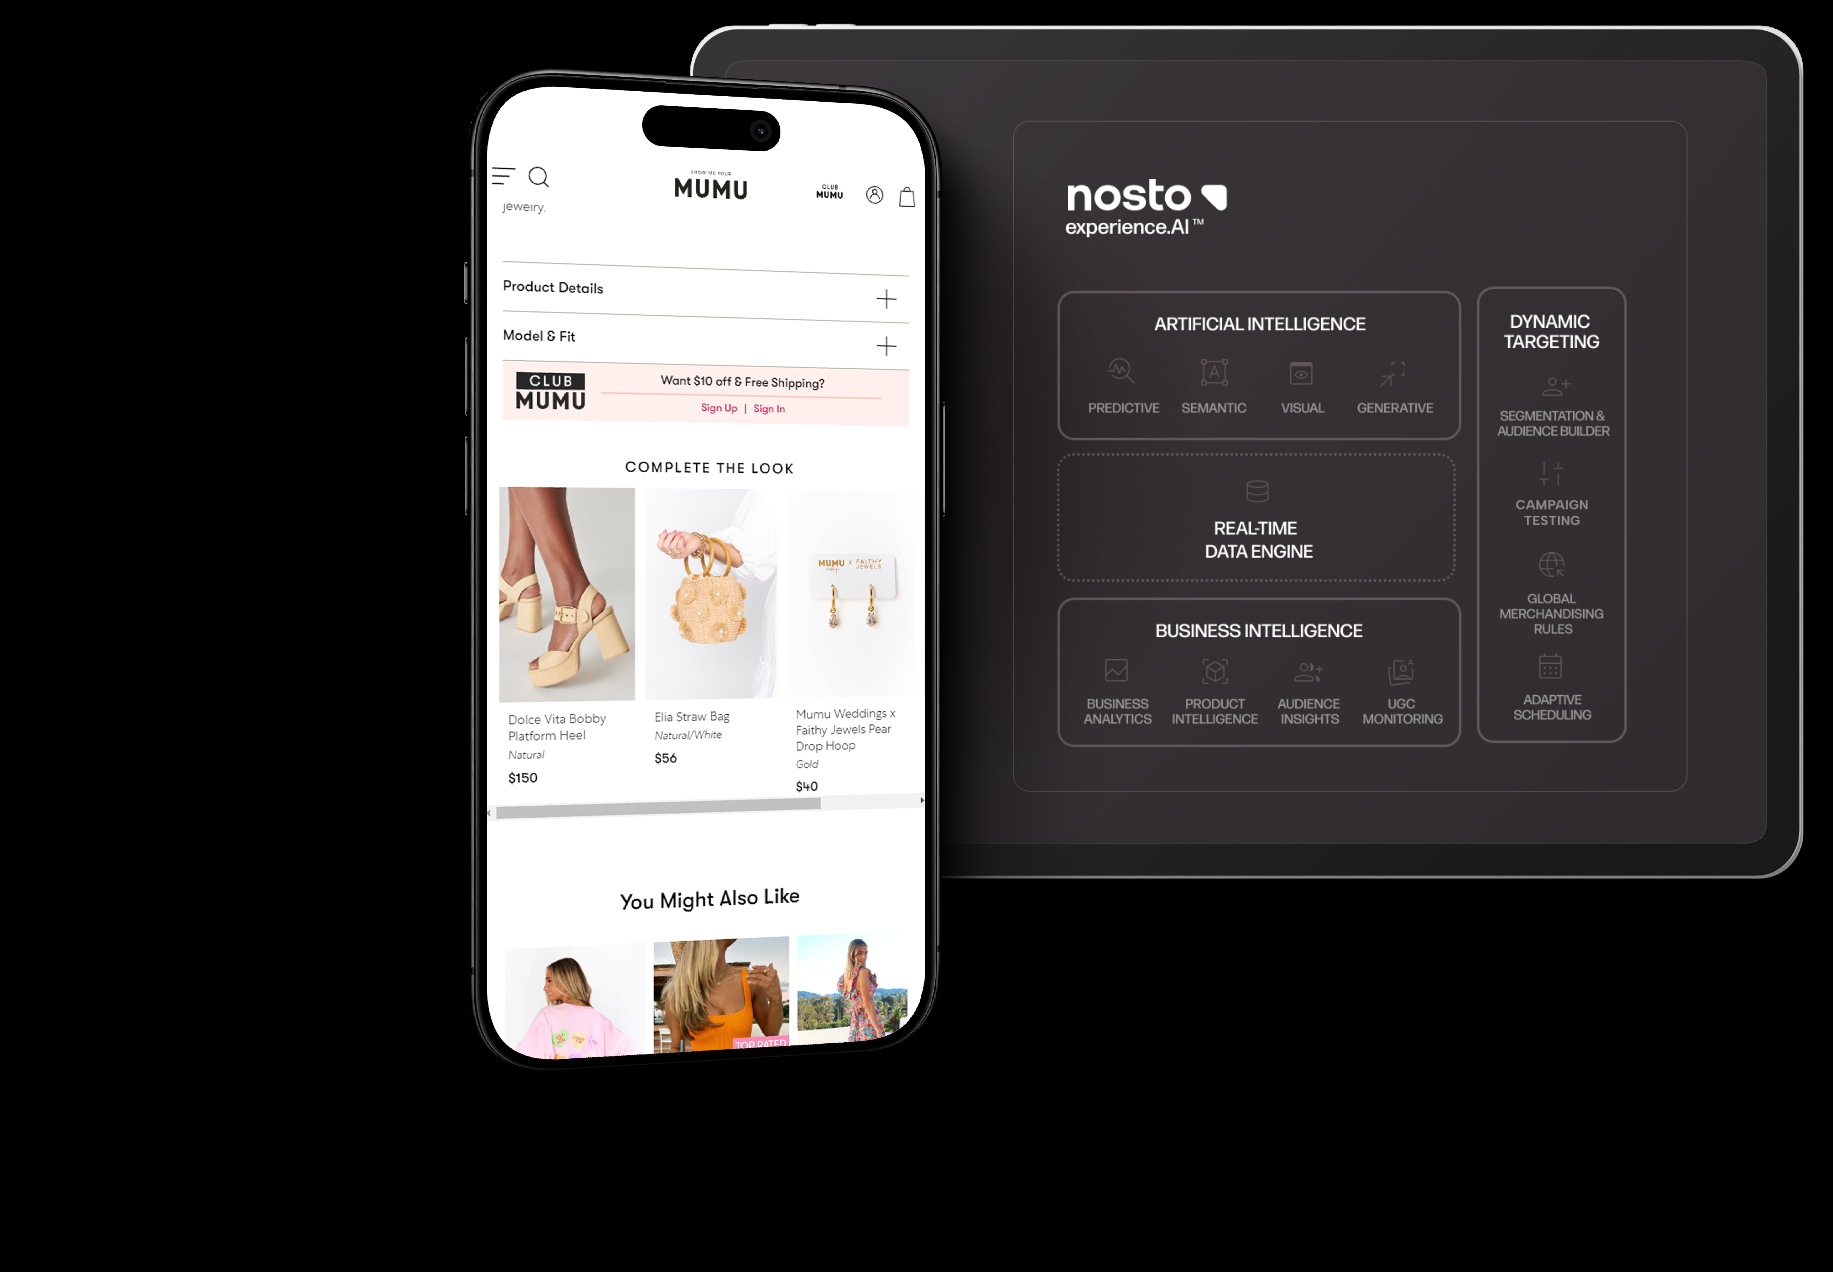 SHOW ME YOUR
MUMU
CLUB
MUMU
jewelry.
Product Details
Model & Fit
CLUB
MUMU
Want $10 off & Free Shipping?
Sign Up | Sign In
COMPLETE THE LOOK
MUMU x FAITHY
JEWELS
Dolce Vita Bobby
Platform Heel
Natural
$150
Elia Straw Bag
Natural/White
$56
Mumu Weddings x
Faithy Jewels Pear
Drop Hoop
Gold
$40
You Might Also Like
TOP RATED
nosto
experience.AI™
ARTIFICIAL INTELLIGENCE
PREDICTIVE
SEMANTIC
VISUAL
GENERATIVE
REAL-TIME
DATA ENGINE
BUSINESS INTELLIGENCE
BUSINESS
ANALYTICS
PRODUCT
INTELLIGENCE
AUDIENCE
INSIGHTS
UGC
MONITORING
DYNAMIC
TARGETING
SEGMENTATION &
AUDIENCE BUILDER
CAMPAIGN
TESTING
GLOBAL
MERCHANDISING
RULES
ADAPTIVE
SCHEDULING